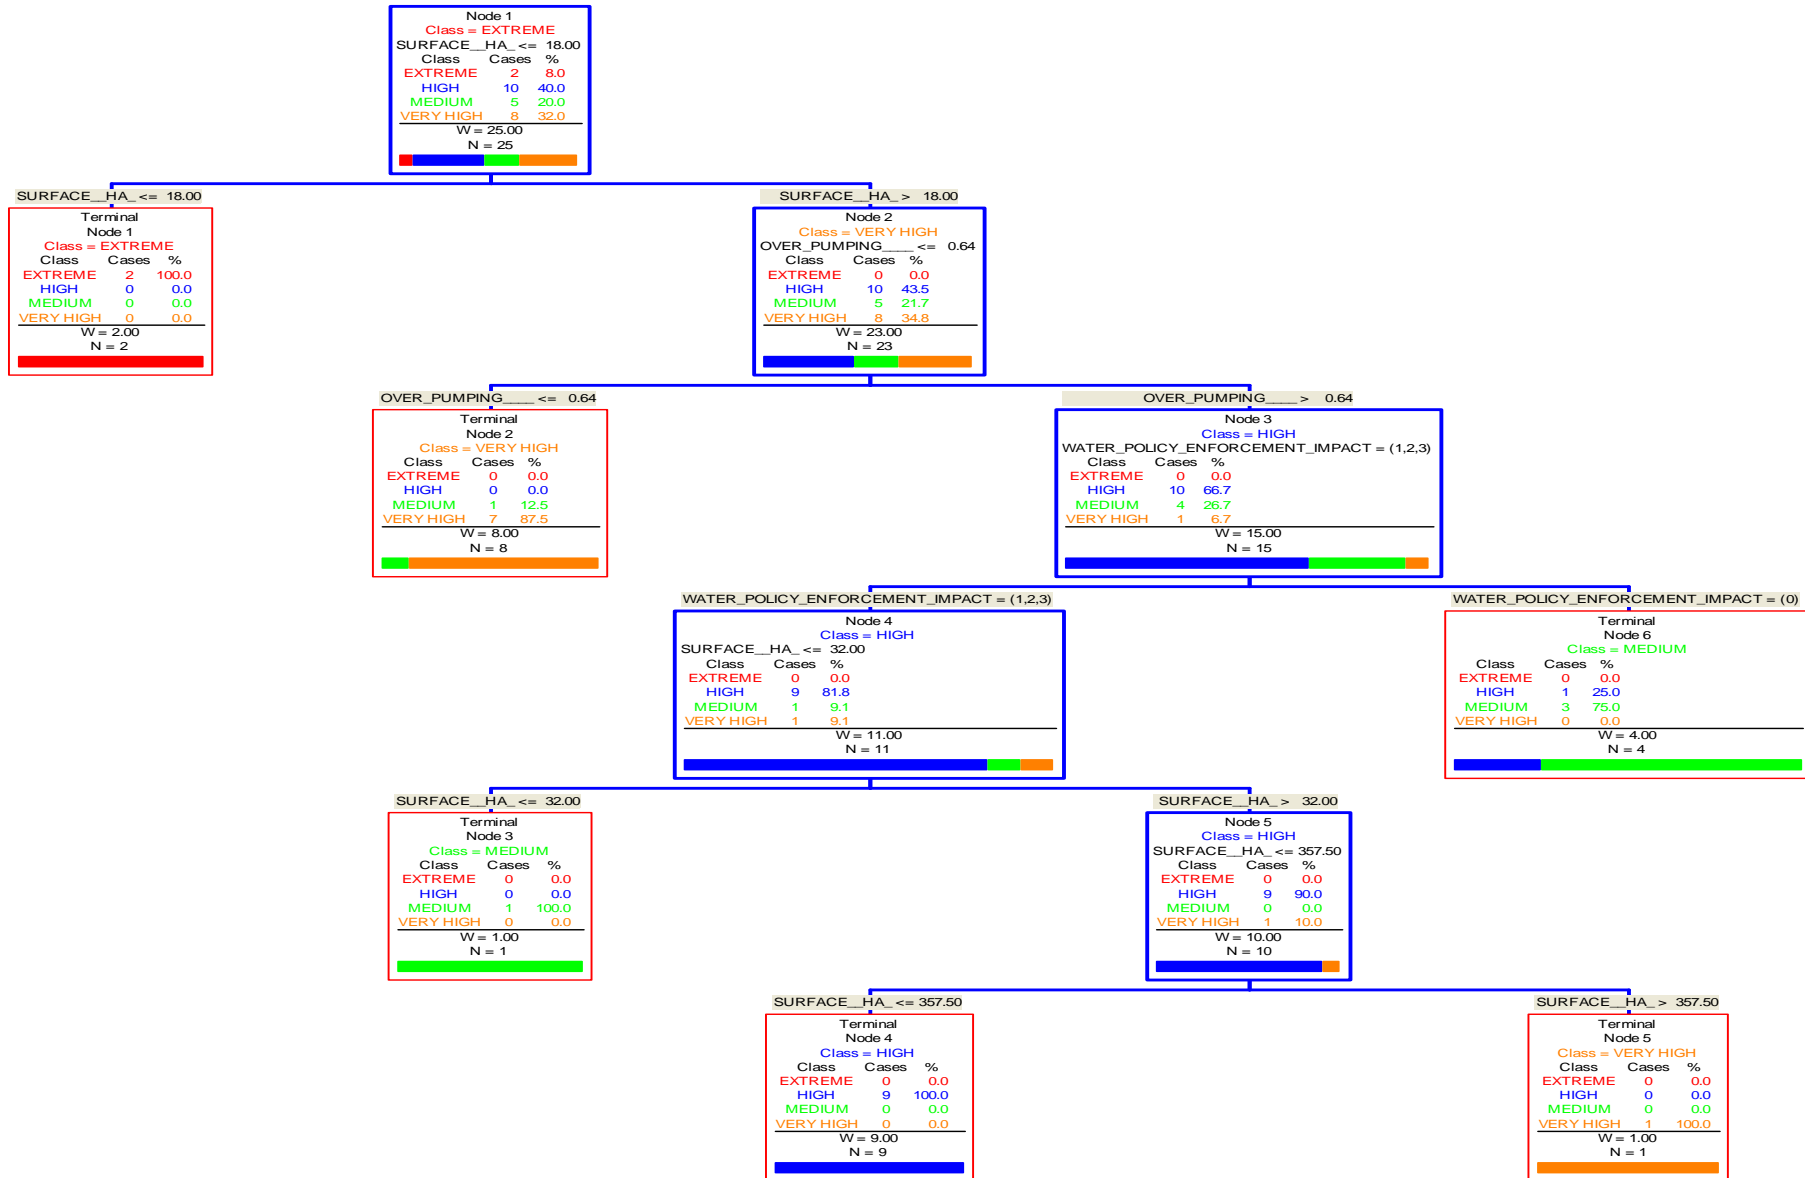 Node 1
Class = EXTREME
SURFACE__HA_ <= 18.00
Class Cases %
EXTREME 2 8.0
HIGH 10 40.0
MEDIUM 5 20.0
VERY HIGH 8 32.0
W = 25.00
N = 25
SURFACE__HA_ <= 18.00
SURFACE__HA_ > 18.00
Terminal
Node 1
Class = EXTREME
Class Cases %
EXTREME 2 100.0
HIGH 0 0.0
MEDIUM 0 0.0
VERY HIGH 0 0.0
W = 2.00
N = 2
Node 2
Class = VERY HIGH
OVER_PUMPING____ <= 0.64
Class Cases %
EXTREME 0 0.0
HIGH 10 43.5
MEDIUM 5 21.7
VERY HIGH 8 34.8
W = 23.00
N = 23
OVER_PUMPING____ <= 0.64
OVER_PUMPING____ > 0.64
Terminal
Node 2
Class = VERY HIGH
Class Cases %
EXTREME 0 0.0
HIGH 0 0.0
MEDIUM 1 12.5
VERY HIGH 7 87.5
W = 8.00
N = 8
Node 3
Class = HIGH
WATER_POLICY_ENFORCEMENT_IMPACT = (1,2,3)
Class Cases %
EXTREME 0 0.0
HIGH 10 66.7
MEDIUM 4 26.7
VERY HIGH 1 6.7
W = 15.00
N = 15
WATER_POLICY_ENFORCEMENT_IMPACT = (1,2,3)
WATER_POLICY_ENFORCEMENT_IMPACT = (0)
Node 4
Class = HIGH
SURFACE__HA_ <= 32.00
Class Cases %
EXTREME 0 0.0
HIGH 9 81.8
MEDIUM 1 9.1
VERY HIGH 1 9.1
W = 11.00
N = 11
Terminal
Node 6
Class = MEDIUM
Class Cases %
EXTREME 0 0.0
HIGH 1 25.0
MEDIUM 3 75.0
VERY HIGH 0 0.0
W = 4.00
N = 4
SURFACE__HA_ <= 32.00
SURFACE__HA_ > 32.00
Terminal
Node 3
Class = MEDIUM
Class Cases %
EXTREME 0 0.0
HIGH 0 0.0
MEDIUM 1 100.0
VERY HIGH 0 0.0
W = 1.00
N = 1
Node 5
Class = HIGH
SURFACE__HA_ <= 357.50
Class Cases %
EXTREME 0 0.0
HIGH 9 90.0
MEDIUM 0 0.0
VERY HIGH 1 10.0
W = 10.00
N = 10
SURFACE__HA_ <= 357.50
SURFACE__HA_ > 357.50
Terminal
Node 4
Class = HIGH
Class Cases %
EXTREME 0 0.0
HIGH 9 100.0
MEDIUM 0 0.0
VERY HIGH 0 0.0
W = 9.00
N = 9
Terminal
Node 5
Class = VERY HIGH
Class Cases %
EXTREME 0 0.0
HIGH 0 0.0
MEDIUM 0 0.0
VERY HIGH 1 100.0
W = 1.00
N = 1